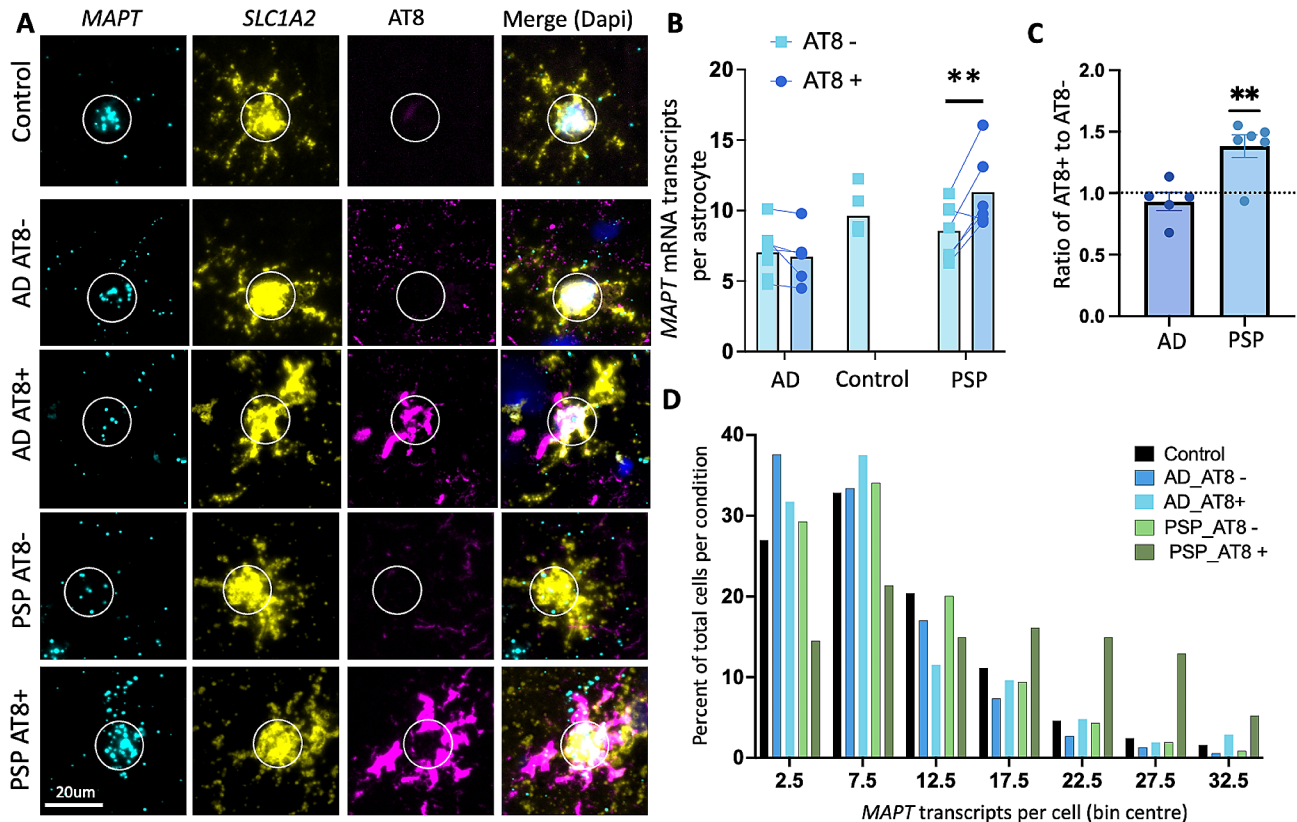 A
MAPT
SLC1A2
AT8
Merge (Dapi)
Control
AD AT8-
AD AT8+
PSP AT8-
PSP AT8+
20um
B
AT8 -
AT8 +
MAPT mRNA transcripts
per astrocyte
20
15
10
5
0
**
AD
Control
PSP
C
Ratio of AT8+ to AT8-
2.0
1.5
1.0
0.5
0.0
**
AD
PSP
D
Percent of total cells per condition
40
30
20
10
0
Control
AD_AT8 -
AD_AT8+
PSP_AT8 -
PSP_AT8 +
2.5 7.5 12.5 17.5 22.5 27.5 32.5
MAPT transcripts per cell (bin centre)